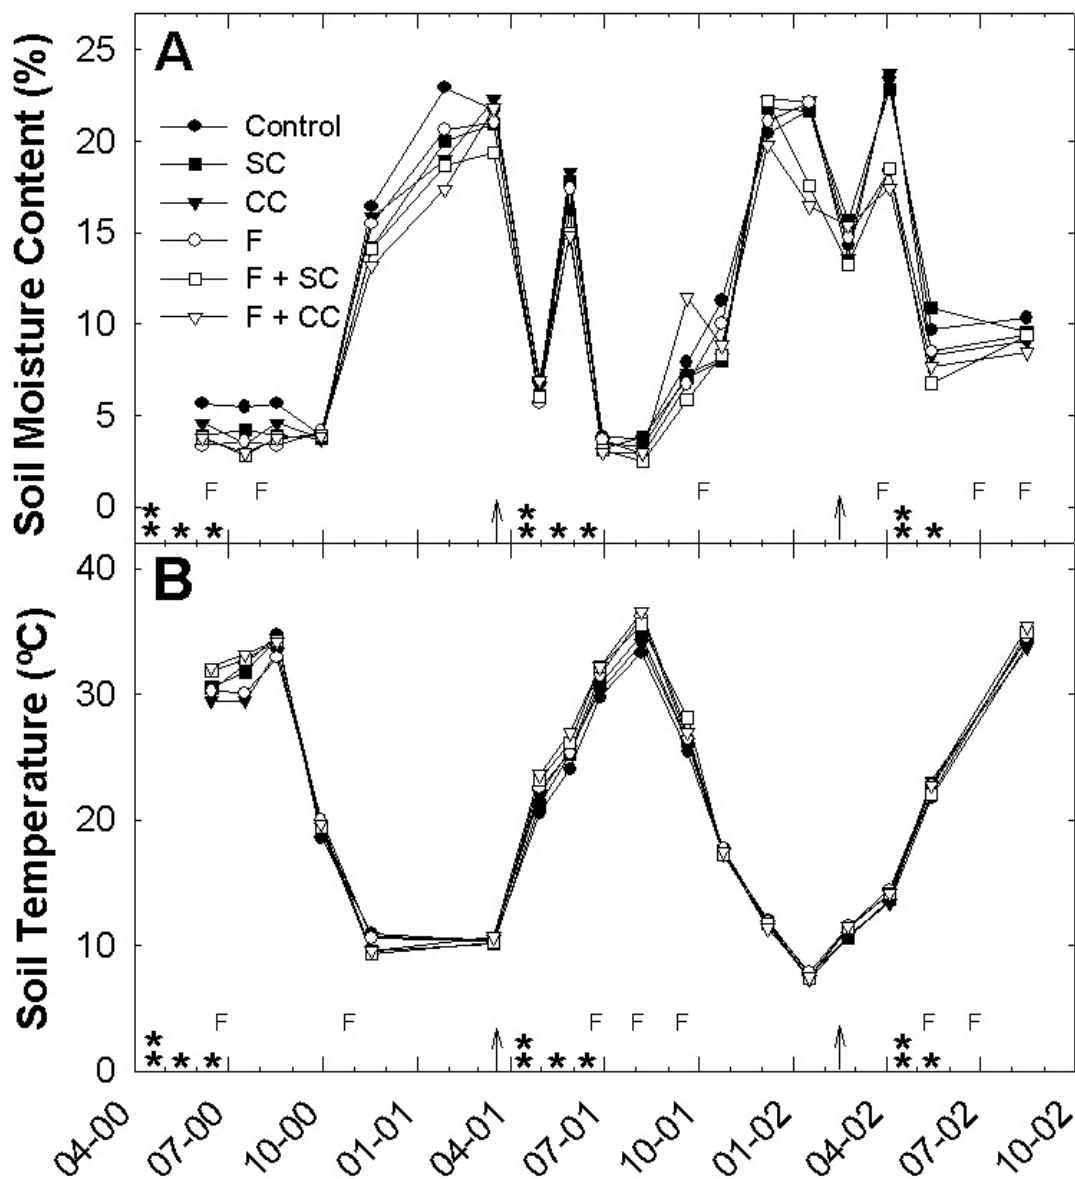 Soil Moisture Content (%)
A
25
20
15
10
5
0
Control
SC
CC
F
F + SC
F + CC
F F F F F F
** * * ** * * ** *
Soil Temperature (ºC)
B
40
30
20
10
0
F F F F F F F
** * * ** * * ** *
04-00 07-00 10-00 01-01 04-01 07-01 10-01 01-02 04-02 07-02 10-02